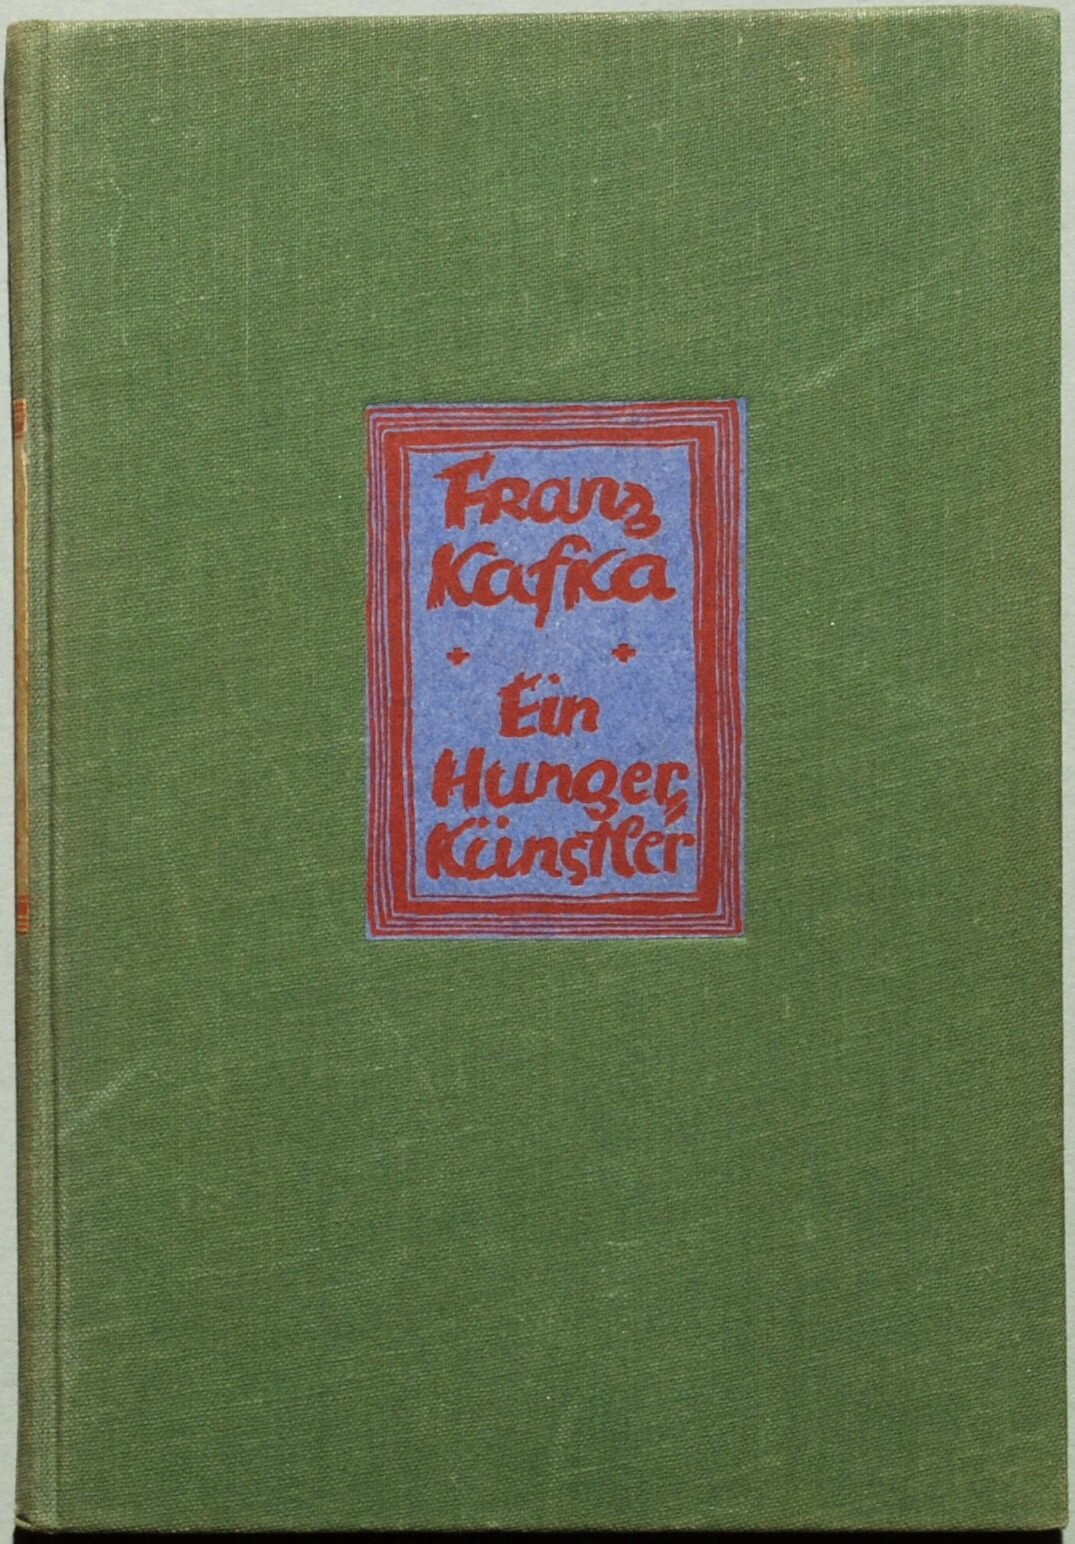 Franz
Kafka
Ein
Hunger-
Künstler